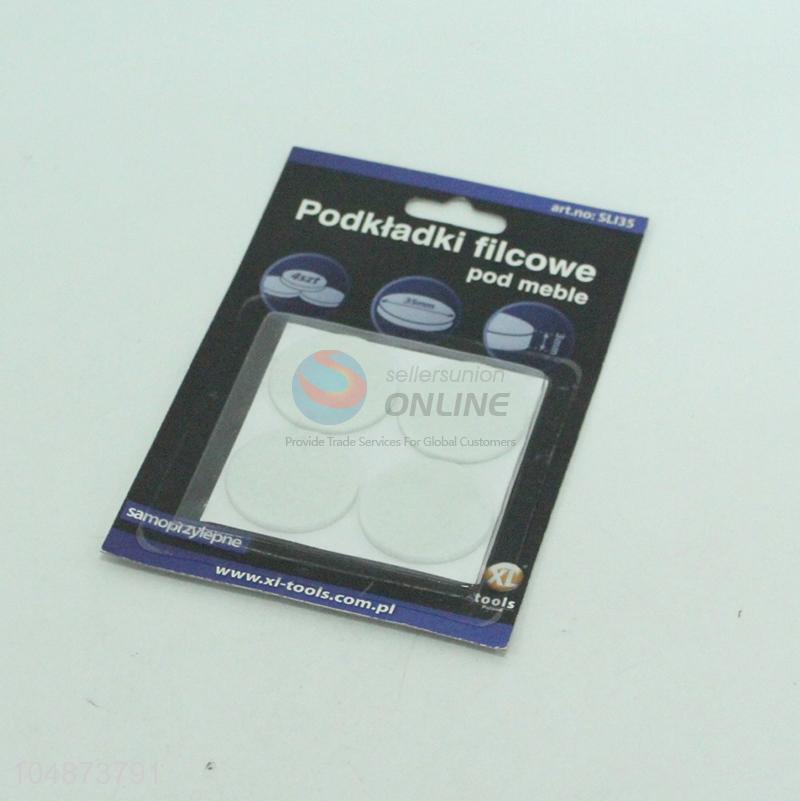 art.no: SLI35
Podkładki filcowe
pod meble
4szt
35mm
3mm
sellersunion
ONLINE
Provide Trade Services For Global Customers
samoprzylepne
XL
tools
www.xl-tools.com.pl
104873791